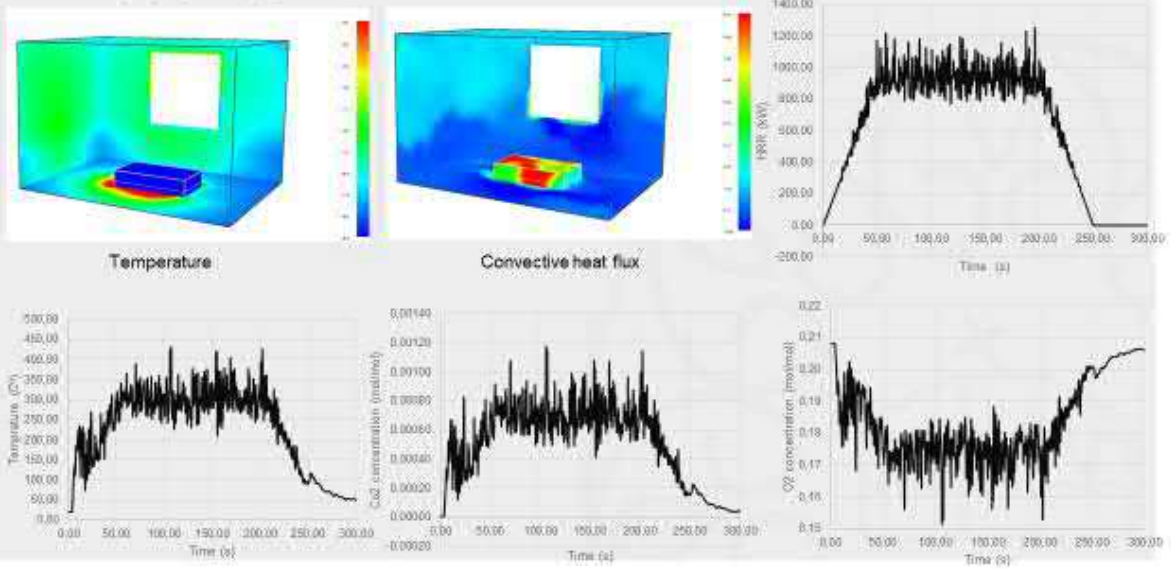 1400,00
1200,00
1000,00
800,00
600,00
400,00
200,00
0,00
-200,00
HRR (kW)
0,00 50,00 100,00 150,00 200,00 250,00 300,00
Time (s)
Temperature
Convective heat flux
500,00
450,00
400,00
350,00
300,00
250,00
200,00
150,00
100,00
50,00
0,00
0,00 50,00 100,00 150,00 200,00 250,00 300,00
Time (s)
0,00140
0,00120
0,00100
0,00080
0,00060
0,00040
0,00020
0,00000
0,00020
Co2 concentration (mol/mol)
0,00 50,00 100,00 150,00 200,00 250,00 300,00
Time (s)
0,22
0,21
0,20
0,19
0,18
0,17
0,16
0,15
O2 concentration (mol/mol)
0,00 50,00 100,00 150,00 200,00 250,00 300,00
Time (s)